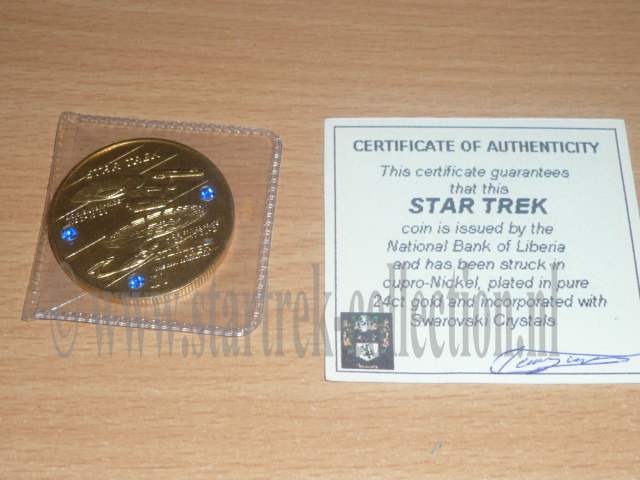 STAR TREK
CERTIFICATE OF AUTHENTICITY
This certificate guarantees
that this
STAR TREK
coin is issued by the
National Bank of Liberia
and has been struck in
cupro-Nickel, plated in pure
24ct gold and incorporated with
Swarovski Crystals
© www.startrek-collection.nl